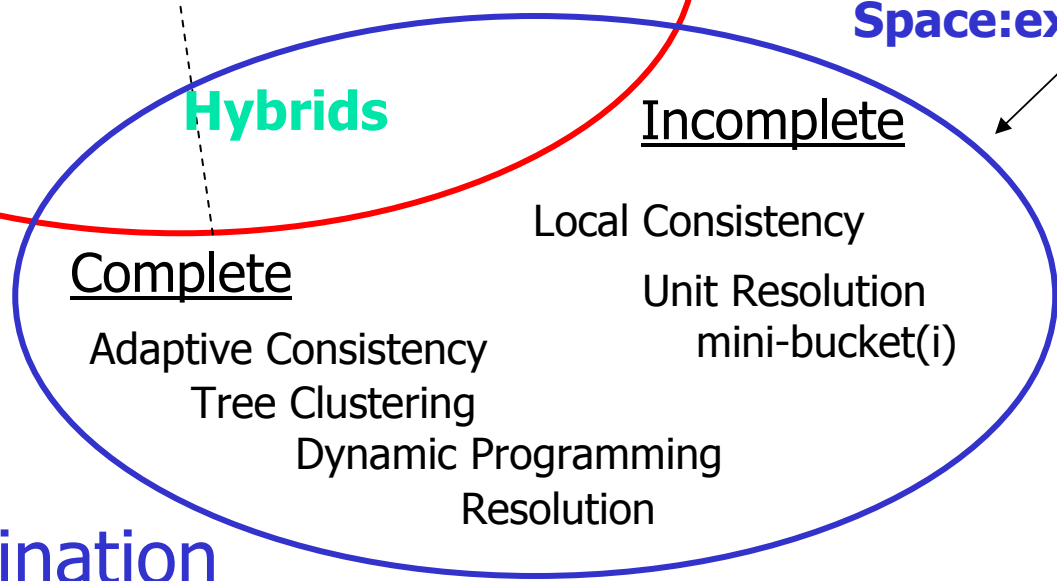 Space:ex
Hybrids
Incomplete
Local Consistency
Complete
Unit Resolution
mini-bucket(i)
Adaptive Consistency
Tree Clustering
Dynamic Programming
Resolution
ination